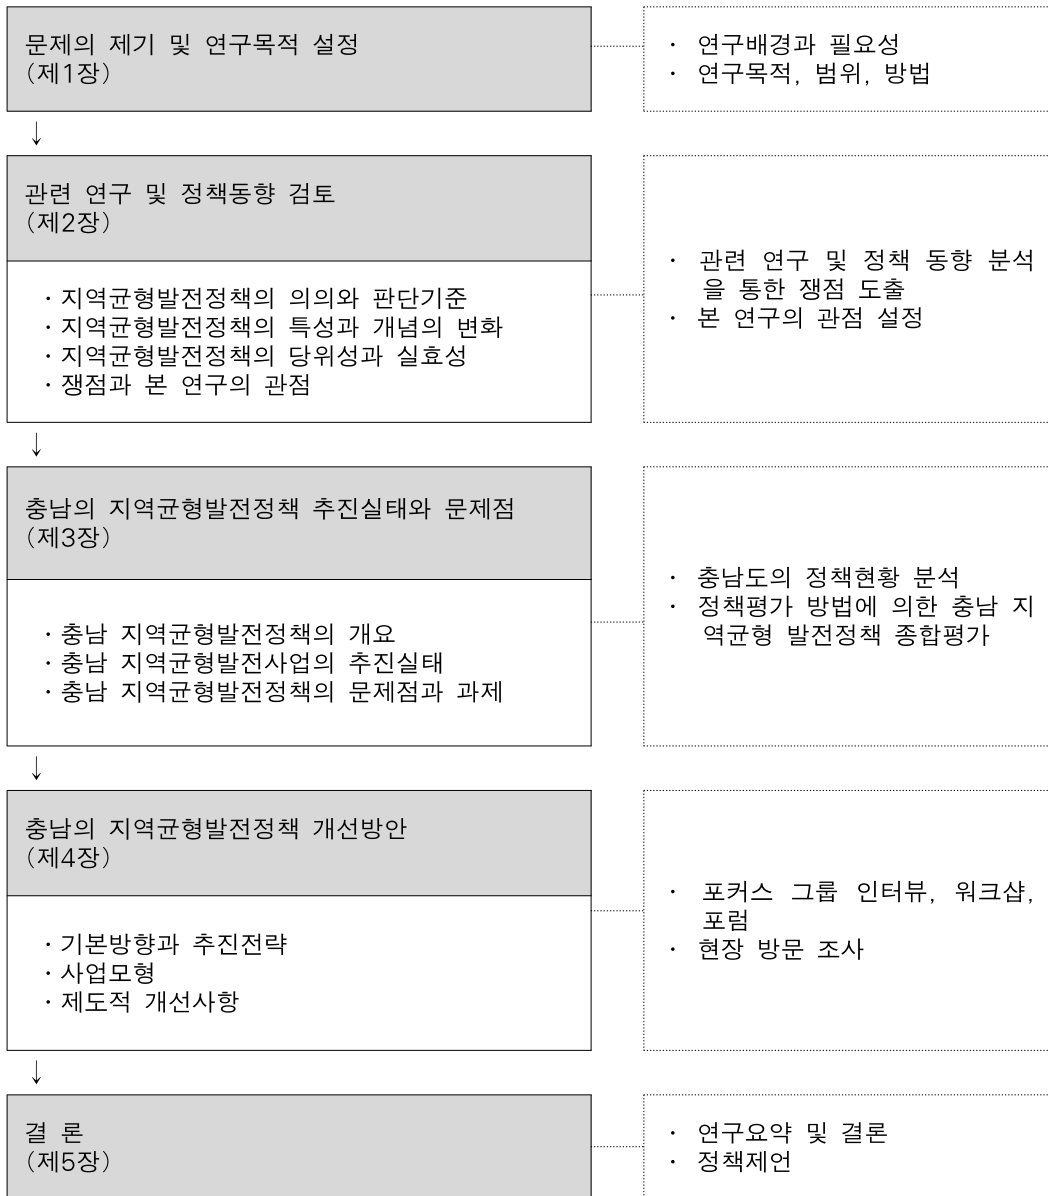 문제의 제기 및 연구목적 설정
(제1장)
· 연구배경과 필요성
· 연구목적, 범위, 방법
↓
관련 연구 및 정책동향 검토
(제2장)
· 지역균형발전정책의 의의와 판단기준
· 지역균형발전정책의 특성과 개념의 변화
· 지역균형발전정책의 당위성과 실효성
· 쟁점과 본 연구의 관점
· 관련 연구 및 정책 동향 분석
을 통한 쟁점 도출
· 본 연구의 관점 설정
↓
충남의 지역균형발전정책 추진실태와 문제점
(제3장)
· 충남 지역균형발전정책의 개요
· 충남 지역균형발전사업의 추진실태
· 충남 지역균형발전정책의 문제점과 과제
· 충남도의 정책현황 분석
· 정책평가 방법에 의한 충남 지
역균형 발전정책 종합평가
↓
충남의 지역균형발전정책 개선방안
(제4장)
· 기본방향과 추진전략
· 사업모형
· 제도적 개선사항
· 포커스 그룹 인터뷰, 워크샵,
포럼
· 현장 방문 조사
↓
결 론
(제5장)
· 연구요약 및 결론
· 정책제언